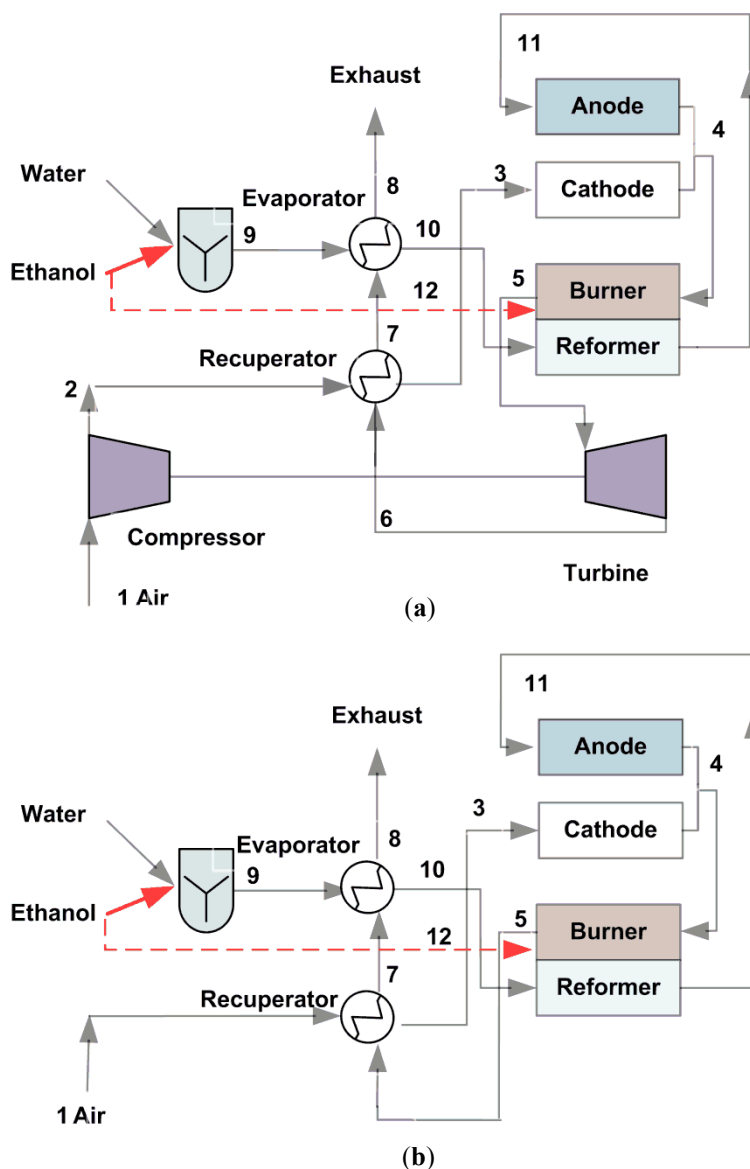 11
Exhaust
Anode
4
Water
3
8
Evaporator
Cathode
9
10
Ethanol
5
12
Burner
7
Recuperator
Reformer
2
6
Compressor
Turbine
1 Air
(a)
11
Exhaust
Anode
4
Water
3
8
Evaporator
Cathode
9
10
Ethanol
5
12
Burner
7
Recuperator
Reformer
1 Air
(b)